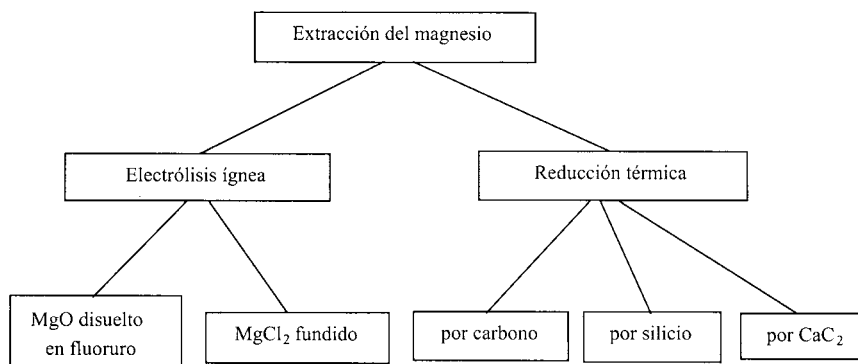 Extracción del magnesio
Electrólisis ígnea
Reducción térmica
MgO disuelto
en fluoruro
MgCl₂ fundido
por carbono
por silicio
por CaC₂